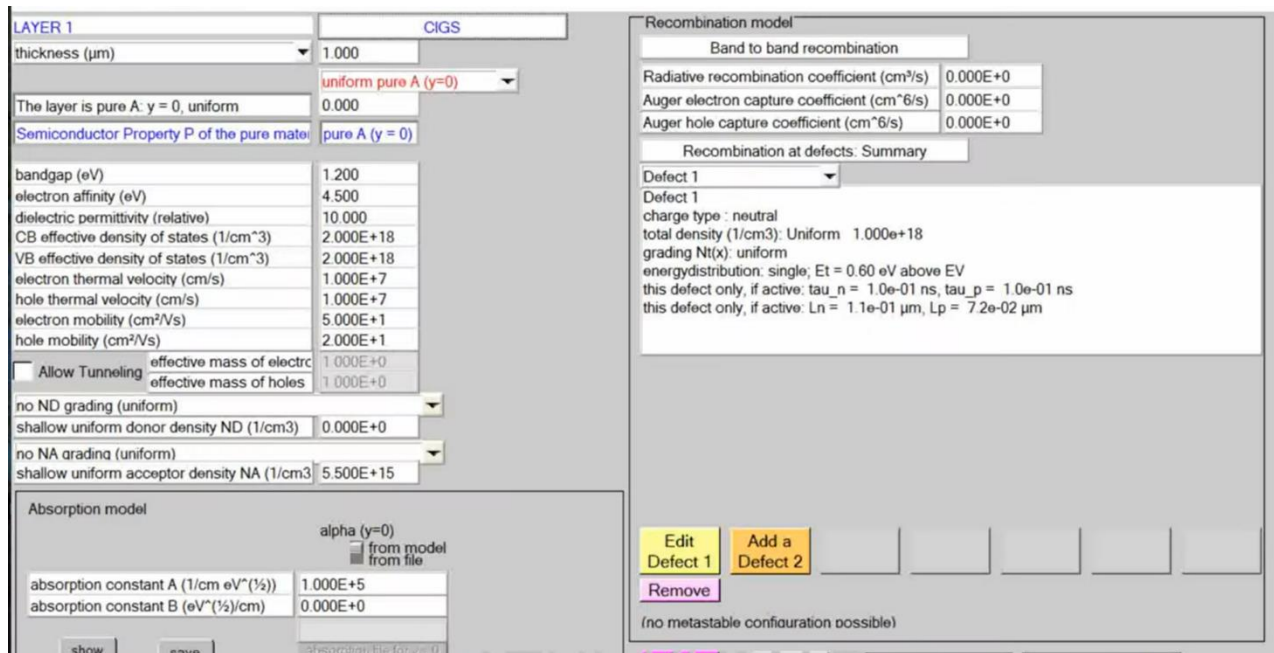 LAYER 1 CIGS
thickness (µm) 1.000
uniform pure A (y=0)
The layer is pure A: y = 0, uniform 0.000
Semiconductor Property P of the pure mater pure A (y = 0)
bandgap (eV) 1.200
electron affinity (eV) 4.500
dielectric permittivity (relative) 10.000
CB effective density of states (1/cm^3) 2.000E+18
VB effective density of states (1/cm^3) 2.000E+18
electron thermal velocity (cm/s) 1.000E+7
hole thermal velocity (cm/s) 1.000E+7
electron mobility (cm²/Vs) 5.000E+1
hole mobility (cm²/Vs) 2.000E+1
Allow Tunneling
effective mass of electrc 1.000E+0
effective mass of holes 1.000E+0
no ND grading (uniform)
shallow uniform donor density ND (1/cm3) 0.000E+0
no NA grading (uniform)
shallow uniform acceptor density NA (1/cm3 5.500E+15
Absorption model
alpha (y=0)
from model
from file
absorption constant A (1/cm eV^(½)) 1.000E+5
absorption constant B (eV^(½)/cm) 0.000E+0
show save
Recombination model
Band to band recombination
Radiative recombination coefficient (cm³/s) 0.000E+0
Auger electron capture coefficient (cm^6/s) 0.000E+0
Auger hole capture coefficient (cm^6/s) 0.000E+0
Recombination at defects: Summary
Defect 1
Defect 1
charge type : neutral
total density (1/cm3): Uniform 1.000e+18
grading Nt(x): uniform
energydistribution: single; Et = 0.60 eV above EV
this defect only, if active: tau_n = 1.0e-01 ns, tau_p = 1.0e-01 ns
this defect only, if active: Ln = 1.1e-01 µm, Lp = 7.2e-02 µm
Edit Defect 1
Add a Defect 2
Remove
(no metastable configuration possible)